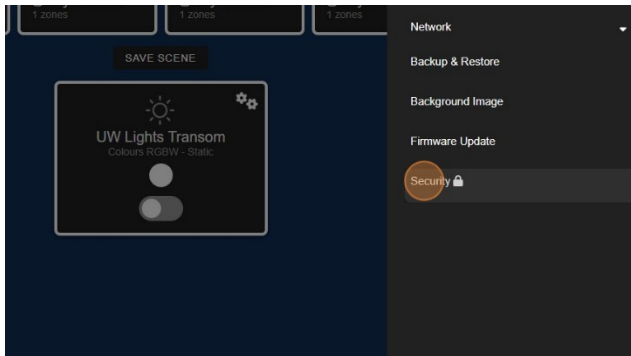 1 zones
1 zones
1 zones
SAVE SCENE
UW Lights Transom
Colours RGBW - Static
Network
Backup & Restore
Background Image
Firmware Update
Security